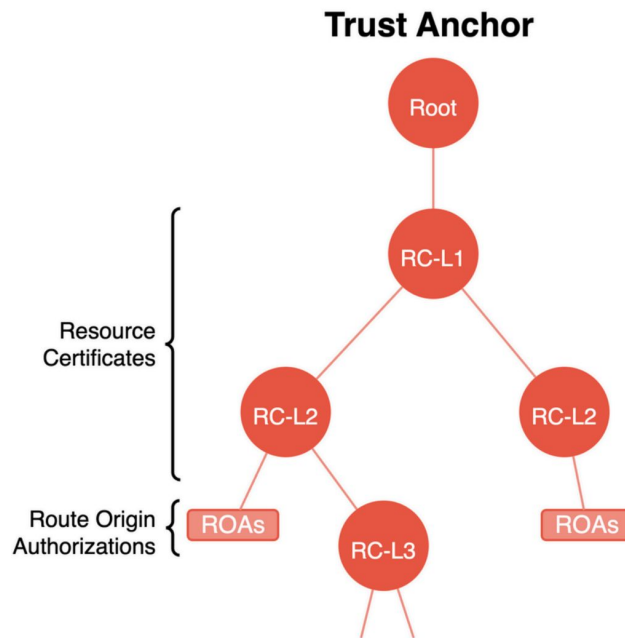 Trust Anchor
Root
RC-L1
Resource
Certificates
RC-L2
RC-L2
Route Origin
Authorizations
ROAs
ROAs
RC-L3